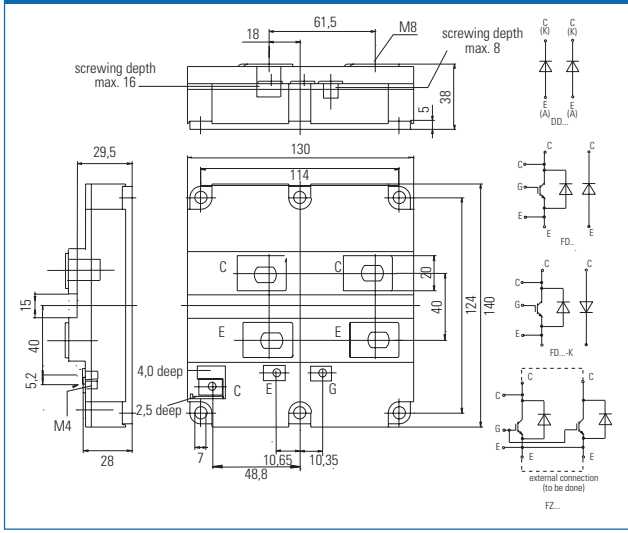 61,5
18
M8
screwing depth
max. 8
screwing depth
max. 16
5
38
29,5
130
114
C
C
20
40
124
140
15
40
5,2
E
E
4,0 deep
C
E
G
2,5 deep
M4
28
7
10,65
10,35
48,8
C
(K)
C
(K)
E
(A)
E
(A)
DD...
C
C
C
G
E
E
E
FD...
C
C
C
G
E
E
FD...-K
C
C
C
G
E
E
E
external connection
(to be done)
FZ...